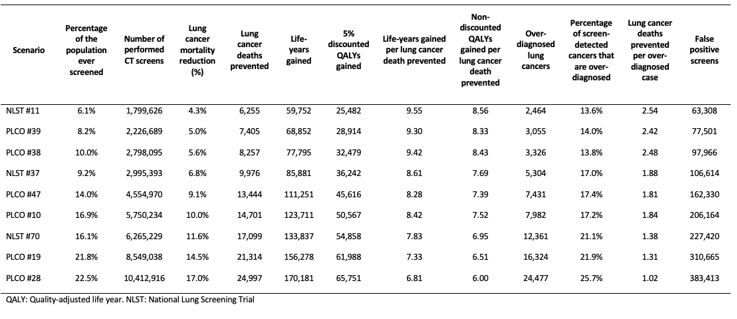 Scenario Percentage of the population ever screened Number of performed CT screens Lung cancer mortality reduction (%) Lung cancer deaths prevented Life-years gained 5% discounted QALYs gained Life-years gained per lung cancer death prevented Non-discounted QALYs gained per lung cancer death prevented Over-diagnosed lung cancers Percentage of screen-detected cancers that are over-diagnosed Lung cancer deaths prevented per over-diagnosed case False positive screens
NLST #11 6.1% 1,799,626 4.3% 6,255 59,752 25,482 9.55 8.56 2,464 13.6% 2.54 63,308
PLCO #39 8.2% 2,226,689 5.0% 7,405 68,852 28,914 9.30 8.33 3,055 14.0% 2.42 77,501
PLCO #38 10.0% 2,798,095 5.6% 8,257 77,795 32,479 9.42 8.43 3,326 13.8% 2.48 97,966
NLST #37 9.2% 2,995,393 6.8% 9,976 85,881 36,242 8.61 7.69 5,304 17.0% 1.88 106,614
PLCO #47 14.0% 4,554,970 9.1% 13,444 111,251 45,616 8.28 7.39 7,431 17.4% 1.81 162,330
PLCO #10 16.9% 5,750,234 10.0% 14,701 123,711 50,567 8.42 7.52 7,982 17.2% 1.84 206,164
NLST #70 16.1% 6,265,229 11.6% 17,099 133,837 54,858 7.83 6.95 12,361 21.1% 1.38 227,420
PLCO #19 21.8% 8,549,038 14.5% 21,314 156,278 61,988 7.33 6.51 16,324 21.9% 1.31 310,665
PLCO #28 22.5% 10,412,916 17.0% 24,997 170,181 65,751 6.81 6.00 24,477 25.7% 1.02 383,413
QALY: Quality-adjusted life year. NLST: National Lung Screening Trial